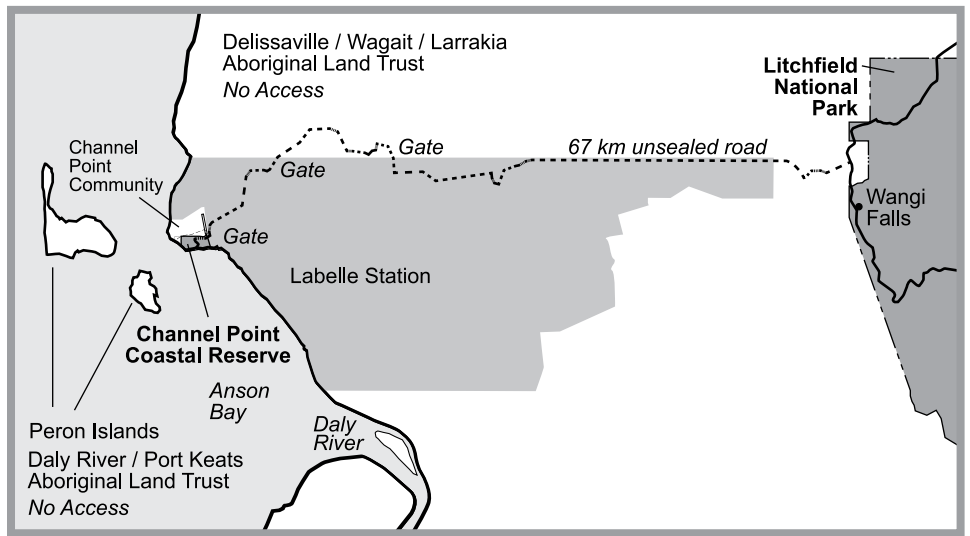 Delissaville / Wagait / Larrakia
Aboriginal Land Trust
No Access
Litchfield
National
Park
Channel
Point
Community
Gate
Gate
67 km unsealed road
Wangi
Falls
Gate
Labelle Station
Channel Point
Coastal Reserve
Anson
Bay
Daly
River
Peron Islands
Daly River / Port Keats
Aboriginal Land Trust
No Access